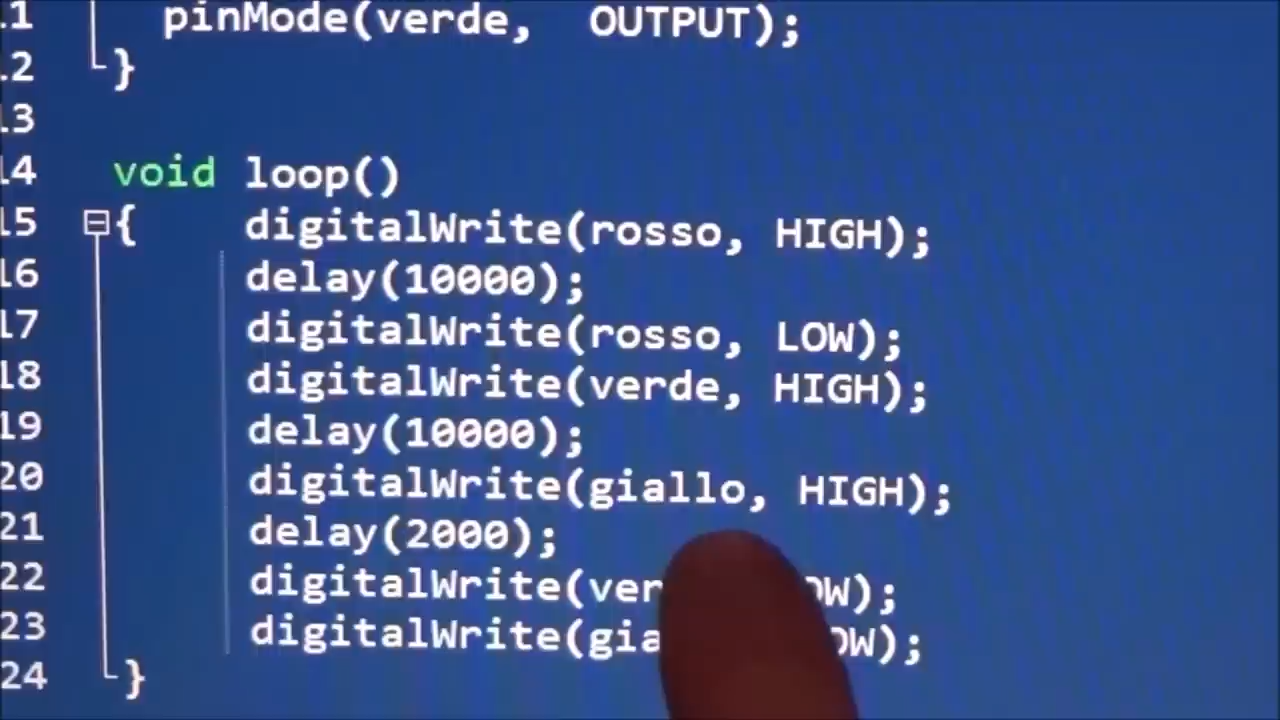 11 pinMode(verde, OUTPUT);
12 }
13
14 void loop()
15 { digitalWrite(rosso, HIGH);
16 delay(10000);
17 digitalWrite(rosso, LOW);
18 digitalWrite(verde, HIGH);
19 delay(10000);
20 digitalWrite(giallo, HIGH);
21 delay(2000);
22 digitalWrite(ver OW);
23 digitalWrite(gia OW);
24 }